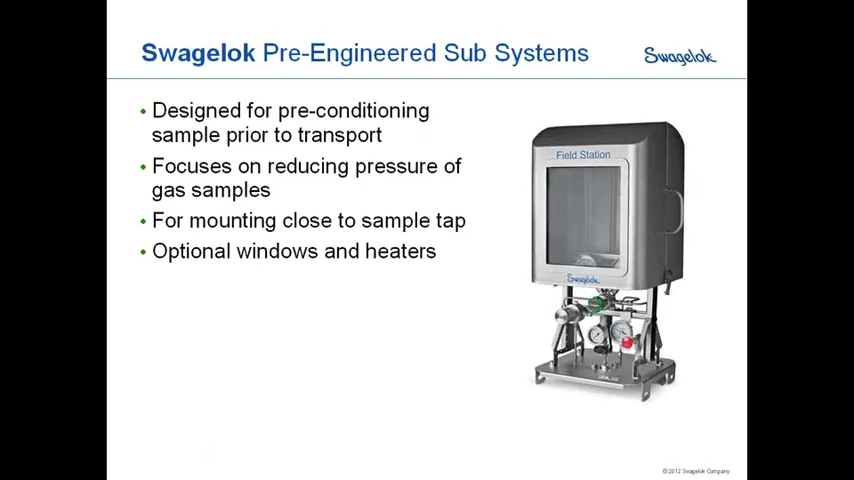 Swagelok Pre-Engineered Sub Systems
Swagelok
• Designed for pre-conditioning
sample prior to transport
• Focuses on reducing pressure of
gas samples
• For mounting close to sample tap
• Optional windows and heaters
Field Station
Swagelok
© 2012 Swagelok Company